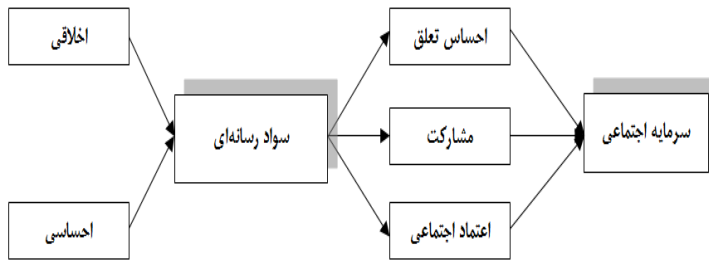 اخلاقی
احساسی
سواد رسانه‌ای
احساس تعلق
مشارکت
اعتماد اجتماعی
سرمایه اجتماعی